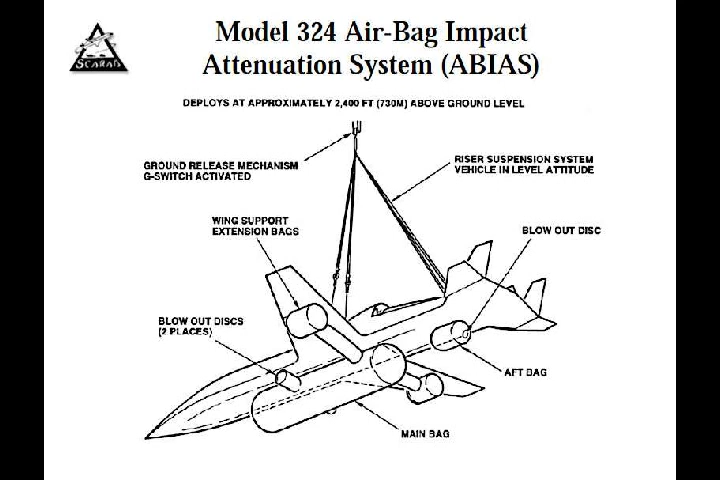 Model 324 Air-Bag Impact
Attenuation System (ABIAS)
SCARAB
DEPLOYS AT APPROXIMATELY 2,400 FT (730M) ABOVE GROUND LEVEL
GROUND RELEASE MECHANISM
G-SWITCH ACTIVATED
RISER SUSPENSION SYSTEM
VEHICLE IN LEVEL ATTITUDE
WING SUPPORT
EXTENSION BAGS
BLOW OUT DISC
BLOW OUT DISCS
(2 PLACES)
AFT BAG
MAIN BAG